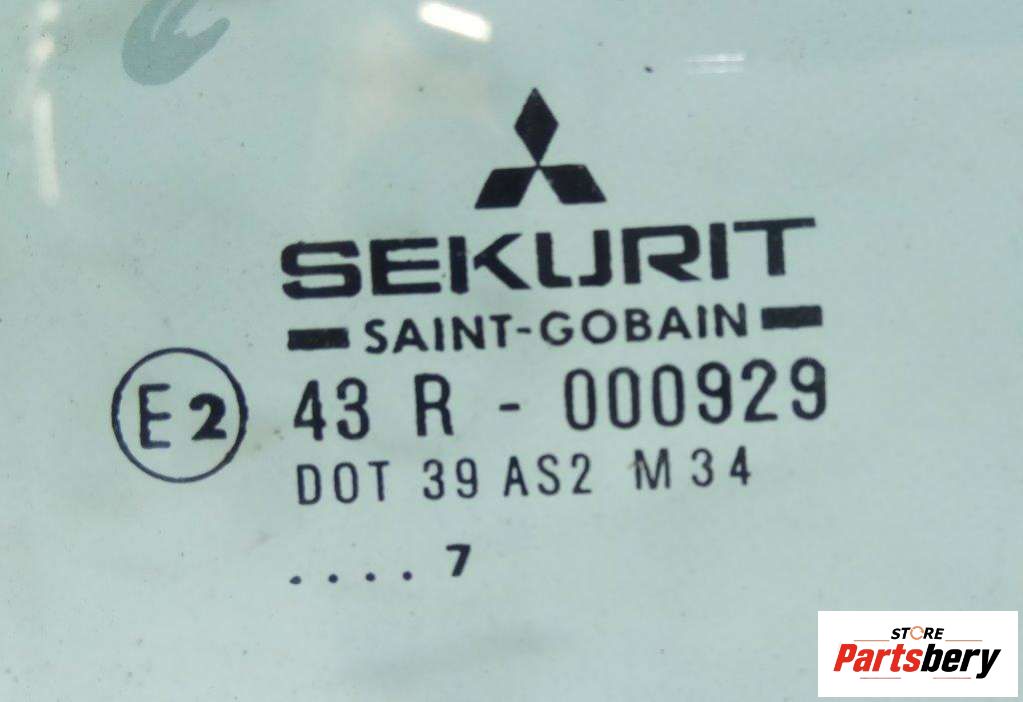 SEKURIT
SAINT-GOBAIN
E2 43 R - 000929
DOT 39 AS2 M34
.... 7
STORE
Partsbery